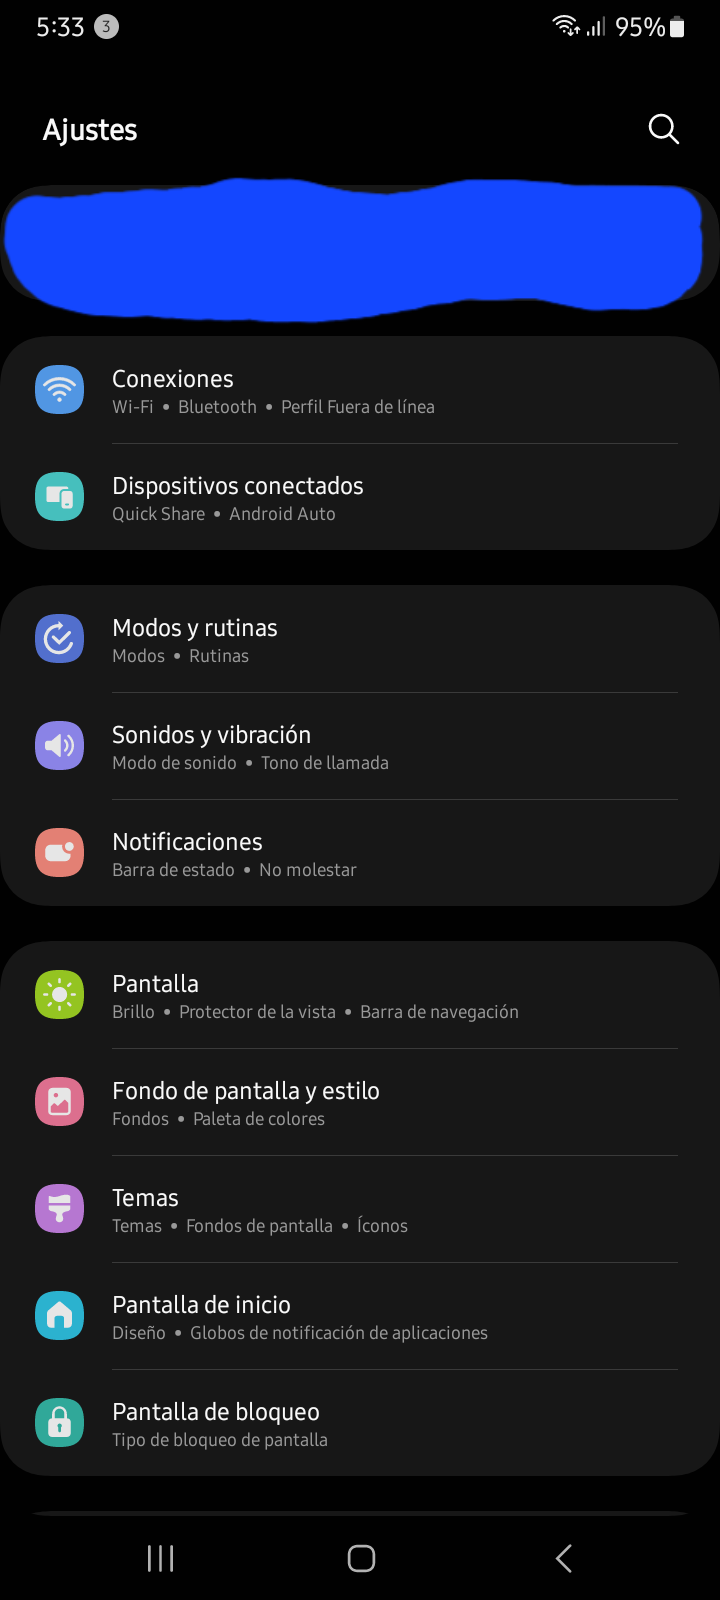 5:33 3 95%
Ajustes
Conexiones
Wi-Fi • Bluetooth • Perfil Fuera de línea
Dispositivos conectados
Quick Share • Android Auto
Modos y rutinas
Modos • Rutinas
Sonidos y vibración
Modo de sonido • Tono de llamada
Notificaciones
Barra de estado • No molestar
Pantalla
Brillo • Protector de la vista • Barra de navegación
Fondo de pantalla y estilo
Fondos • Paleta de colores
Temas
Temas • Fondos de pantalla • Íconos
Pantalla de inicio
Diseño • Globos de notificación de aplicaciones
Pantalla de bloqueo
Tipo de bloqueo de pantalla